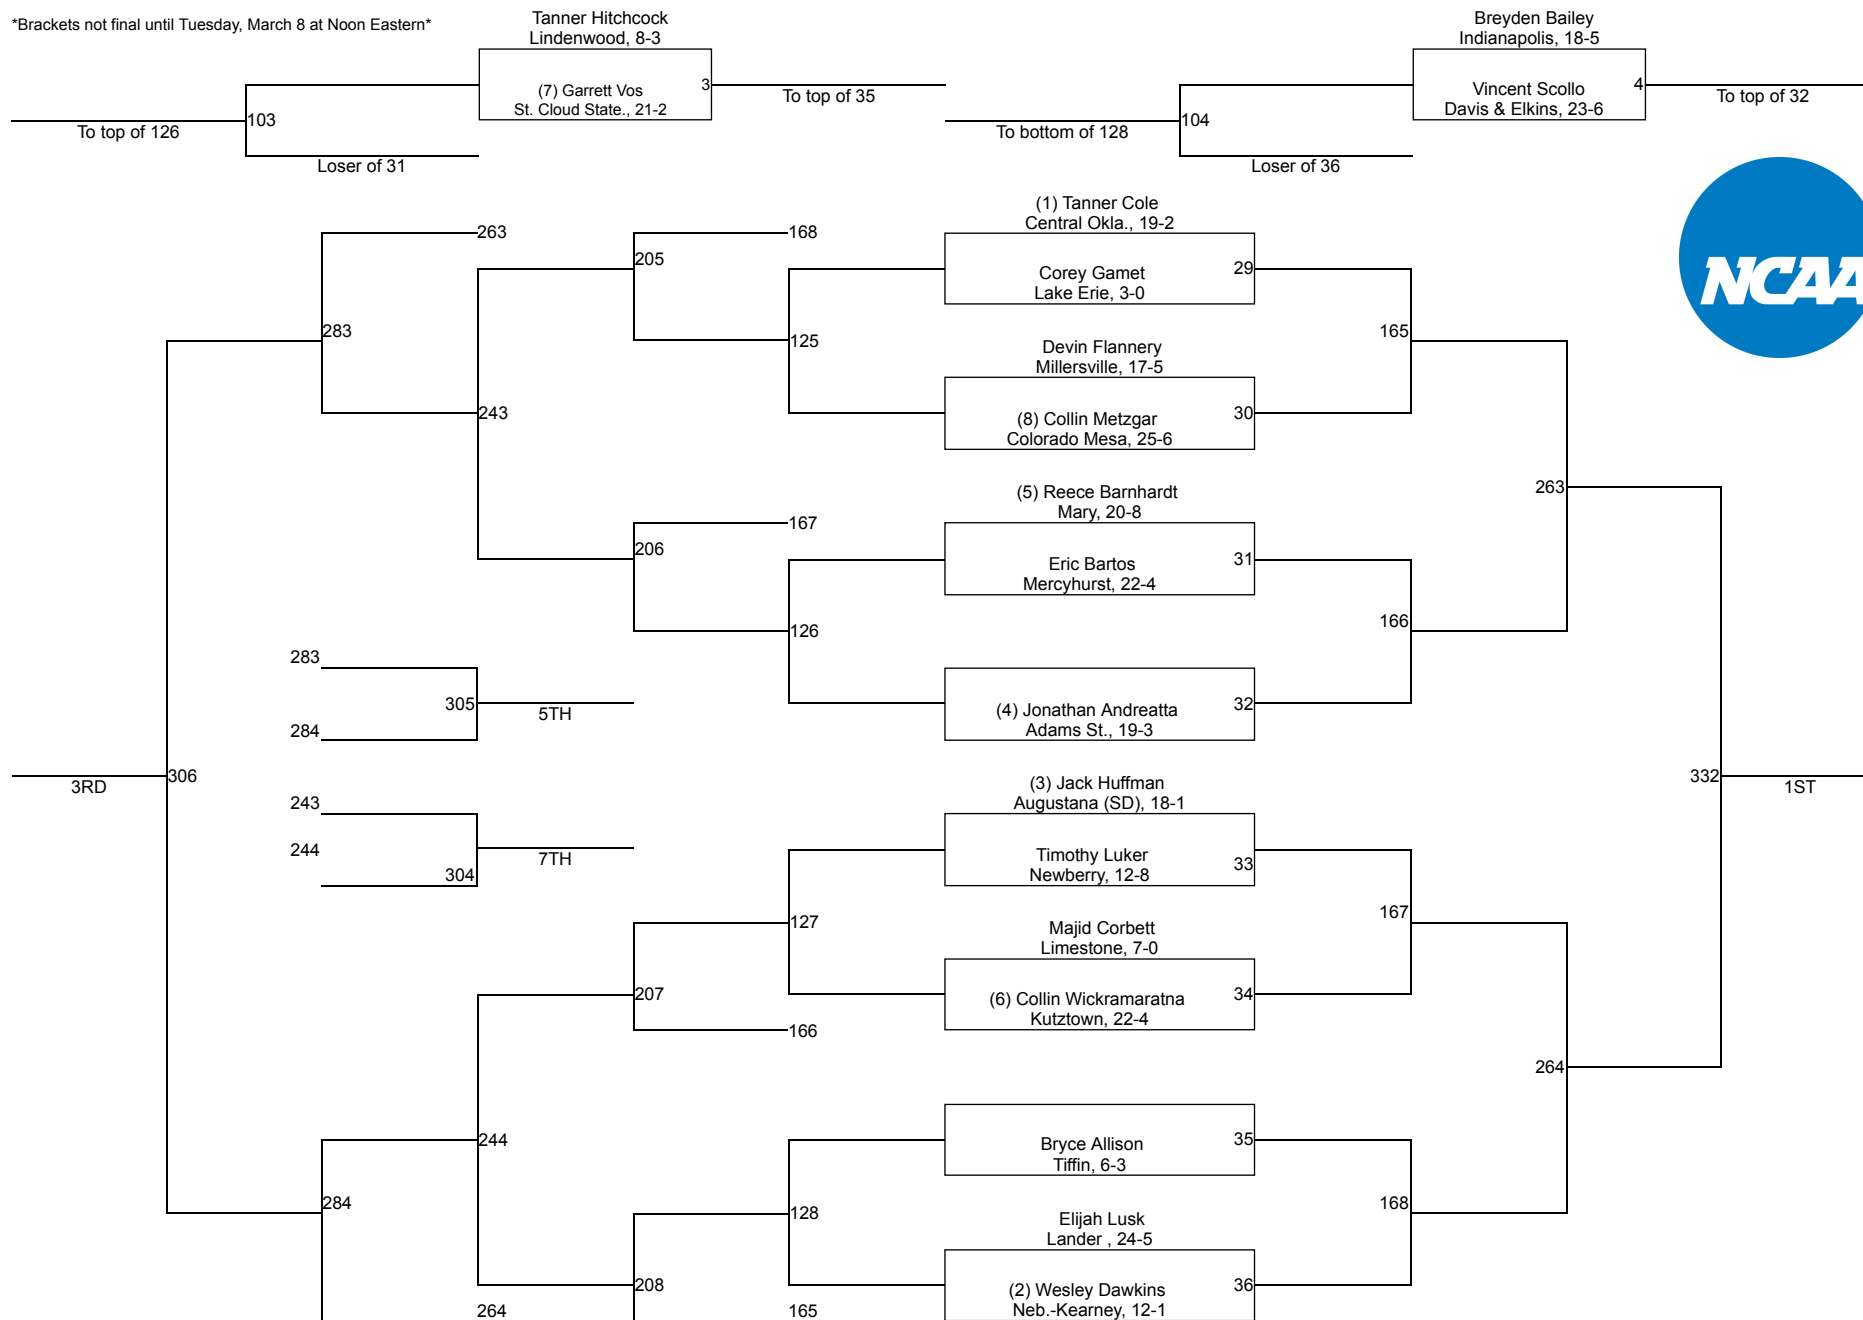 *Brackets not final until Tuesday, March 8 at Noon Eastern*
Tanner Hitchcock
Lindenwood, 8-3
(7) Garrett Vos
St. Cloud State., 21-2
3
To top of 35
103
To top of 126
Loser of 31
Breyden Bailey
Indianapolis, 18-5
Vincent Scollo
Davis & Elkins, 23-6
4
To top of 32
104
To bottom of 128
Loser of 36
NCAA
(1) Tanner Cole
Central Okla., 19-2
Corey Gamet
Lake Erie, 3-0
29
Devin Flannery
Millersville, 17-5
(8) Collin Metzgar
Colorado Mesa, 25-6
30
(5) Reece Barnhardt
Mary, 20-8
Eric Bartos
Mercyhurst, 22-4
31
(4) Jonathan Andreatta
Adams St., 19-3
32
(3) Jack Huffman
Augustana (SD), 18-1
Timothy Luker
Newberry, 12-8
33
Majid Corbett
Limestone, 7-0
(6) Collin Wickramaratna
Kutztown, 22-4
34
Bryce Allison
Tiffin, 6-3
35
Elijah Lusk
Lander , 24-5
(2) Wesley Dawkins
Neb.-Kearney, 12-1
36
165
166
167
168
263
264
332
1ST
168
125
205
167
126
206
263
243
283
283
284
305
5TH
243
244
304
7TH
306
3RD
127
207
166
128
208
165
244
264
284